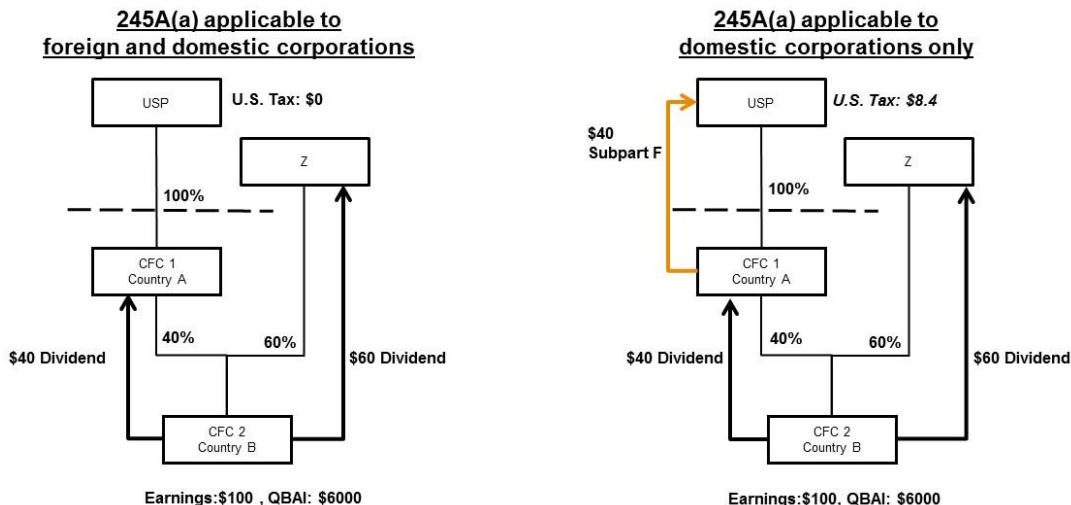 245A(a) applicable to
foreign and domestic corporations
USP
U.S. Tax: $0
Z
100%
CFC 1
Country A
40%
60%
$40 Dividend
$60 Dividend
CFC 2
Country B
Earnings:$100 , QBAI: $6000
245A(a) applicable to
domestic corporations only
USP
U.S. Tax: $8.4
$40
Subpart F
Z
100%
CFC 1
Country A
40%
60%
$40 Dividend
$60 Dividend
CFC 2
Country B
Earnings:$100, QBAI: $6000